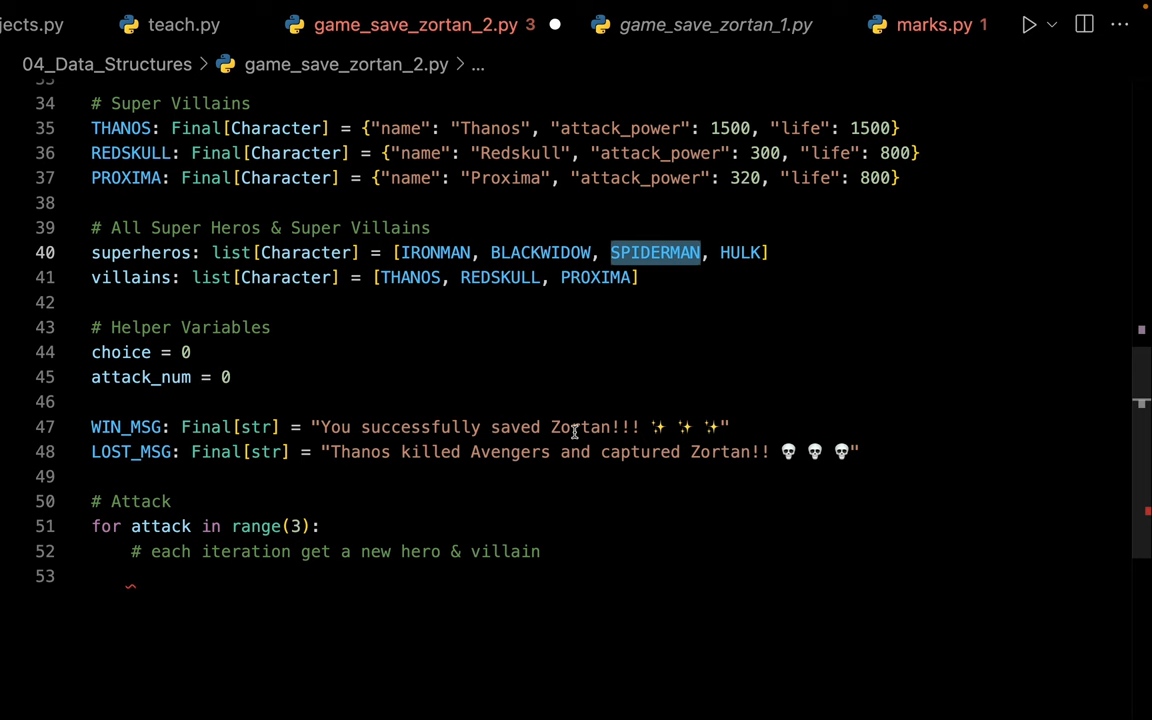 jects.py teach.py game_save_zortan_2.py 3 game_save_zortan_1.py marks.py 1
04_Data_Structures > game_save_zortan_2.py > ...
33
34 # Super Villains
35 THANOS: Final[Character] = {"name": "Thanos", "attack_power": 1500, "life": 1500}
36 REDSKULL: Final[Character] = {"name": "Redskull", "attack_power": 300, "life": 800}
37 PROXIMA: Final[Character] = {"name": "Proxima", "attack_power": 320, "life": 800}
38
39 # All Super Heros & Super Villains
40 superheros: list[Character] = [IRONMAN, BLACKWIDOW, SPIDERMAN, HULK]
41 villains: list[Character] = [THANOS, REDSKULL, PROXIMA]
42
43 # Helper Variables
44 choice = 0
45 attack_num = 0
46
47 WIN_MSG: Final[str] = "You successfully saved Zortan!!! ✨ ✨ ✨"
48 LOST_MSG: Final[str] = "Thanos killed Avengers and captured Zortan!! 💀 💀 💀"
49
50 # Attack
51 for attack in range(3):
52     # each iteration get a new hero & villain
53